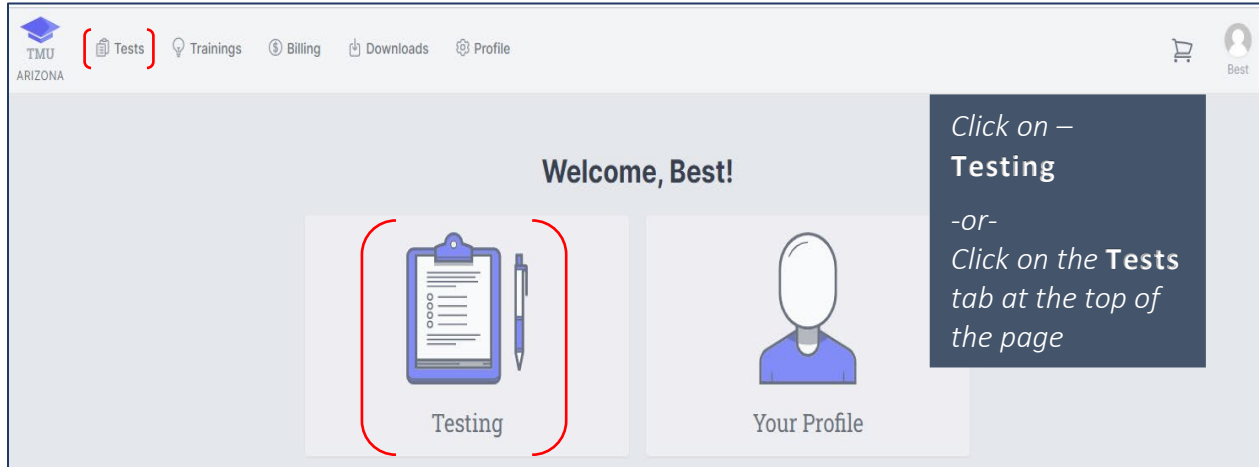 TMU
ARIZONA
Tests
Trainings
Billing
Downloads
Profile
Best
Welcome, Best!
Testing
Your Profile
Click on –
Testing
-or-
Click on the Tests
tab at the top of
the page